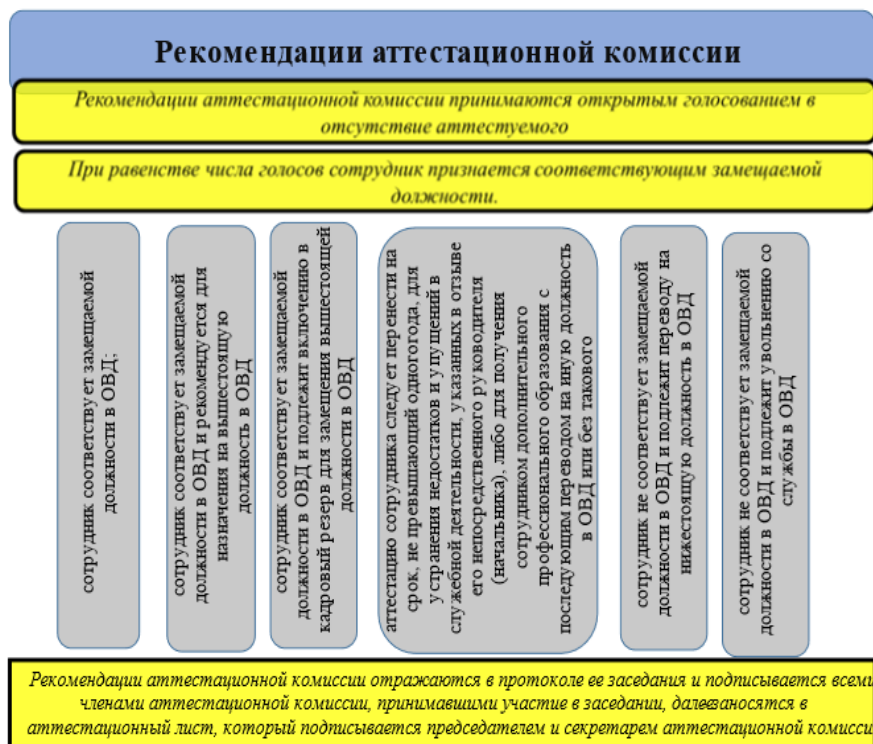 Рекомендации аттестационной комиссии
Рекомендации аттестационной комиссии принимаются открытым голосованием в
отсутствие аттестуемого
При равенстве числа голосов сотрудник признается соответствующим замещаемой
должности.
сотрудник соответствует замещаемой
должности в ОВД;
сотрудник соответствует замещаемой
должности в ОВД и рекомендуется для
назначения на вышестоящую
должность в ОВД
сотрудник соответствует замещаемой
должности в ОВД и подлежит включению в
кадровый резерв для замещения вышестоящей
должности в ОВД
аттестацию сотрудника следует перенести на
срок, не превышающий одногогода, для
устранения недостатков и упущений в
служебной деятельности, указанных в отзыве
его непосредственного руководителя
(начальника), либо для получения
сотрудником дополнительного
профессионального образования с
последующим переводом на иную должность
в ОВД или без такового
сотрудник не соответствует замещаемой
должности в ОВД и подлежит переводу на
нижестоящую должность в ОВД
сотрудник не соответствует замещаемой
должности в ОВД и подлежит увольнению со
службы в ОВД
Рекомендации аттестационной комиссии отражаются в протоколе ее заседания и подписывается всеми
членами аттестационной комиссии, принимавшими участие в заседании, далеезаносятся в
аттестационный лист, который подписывается председателем и секретарем аттестационной комисси